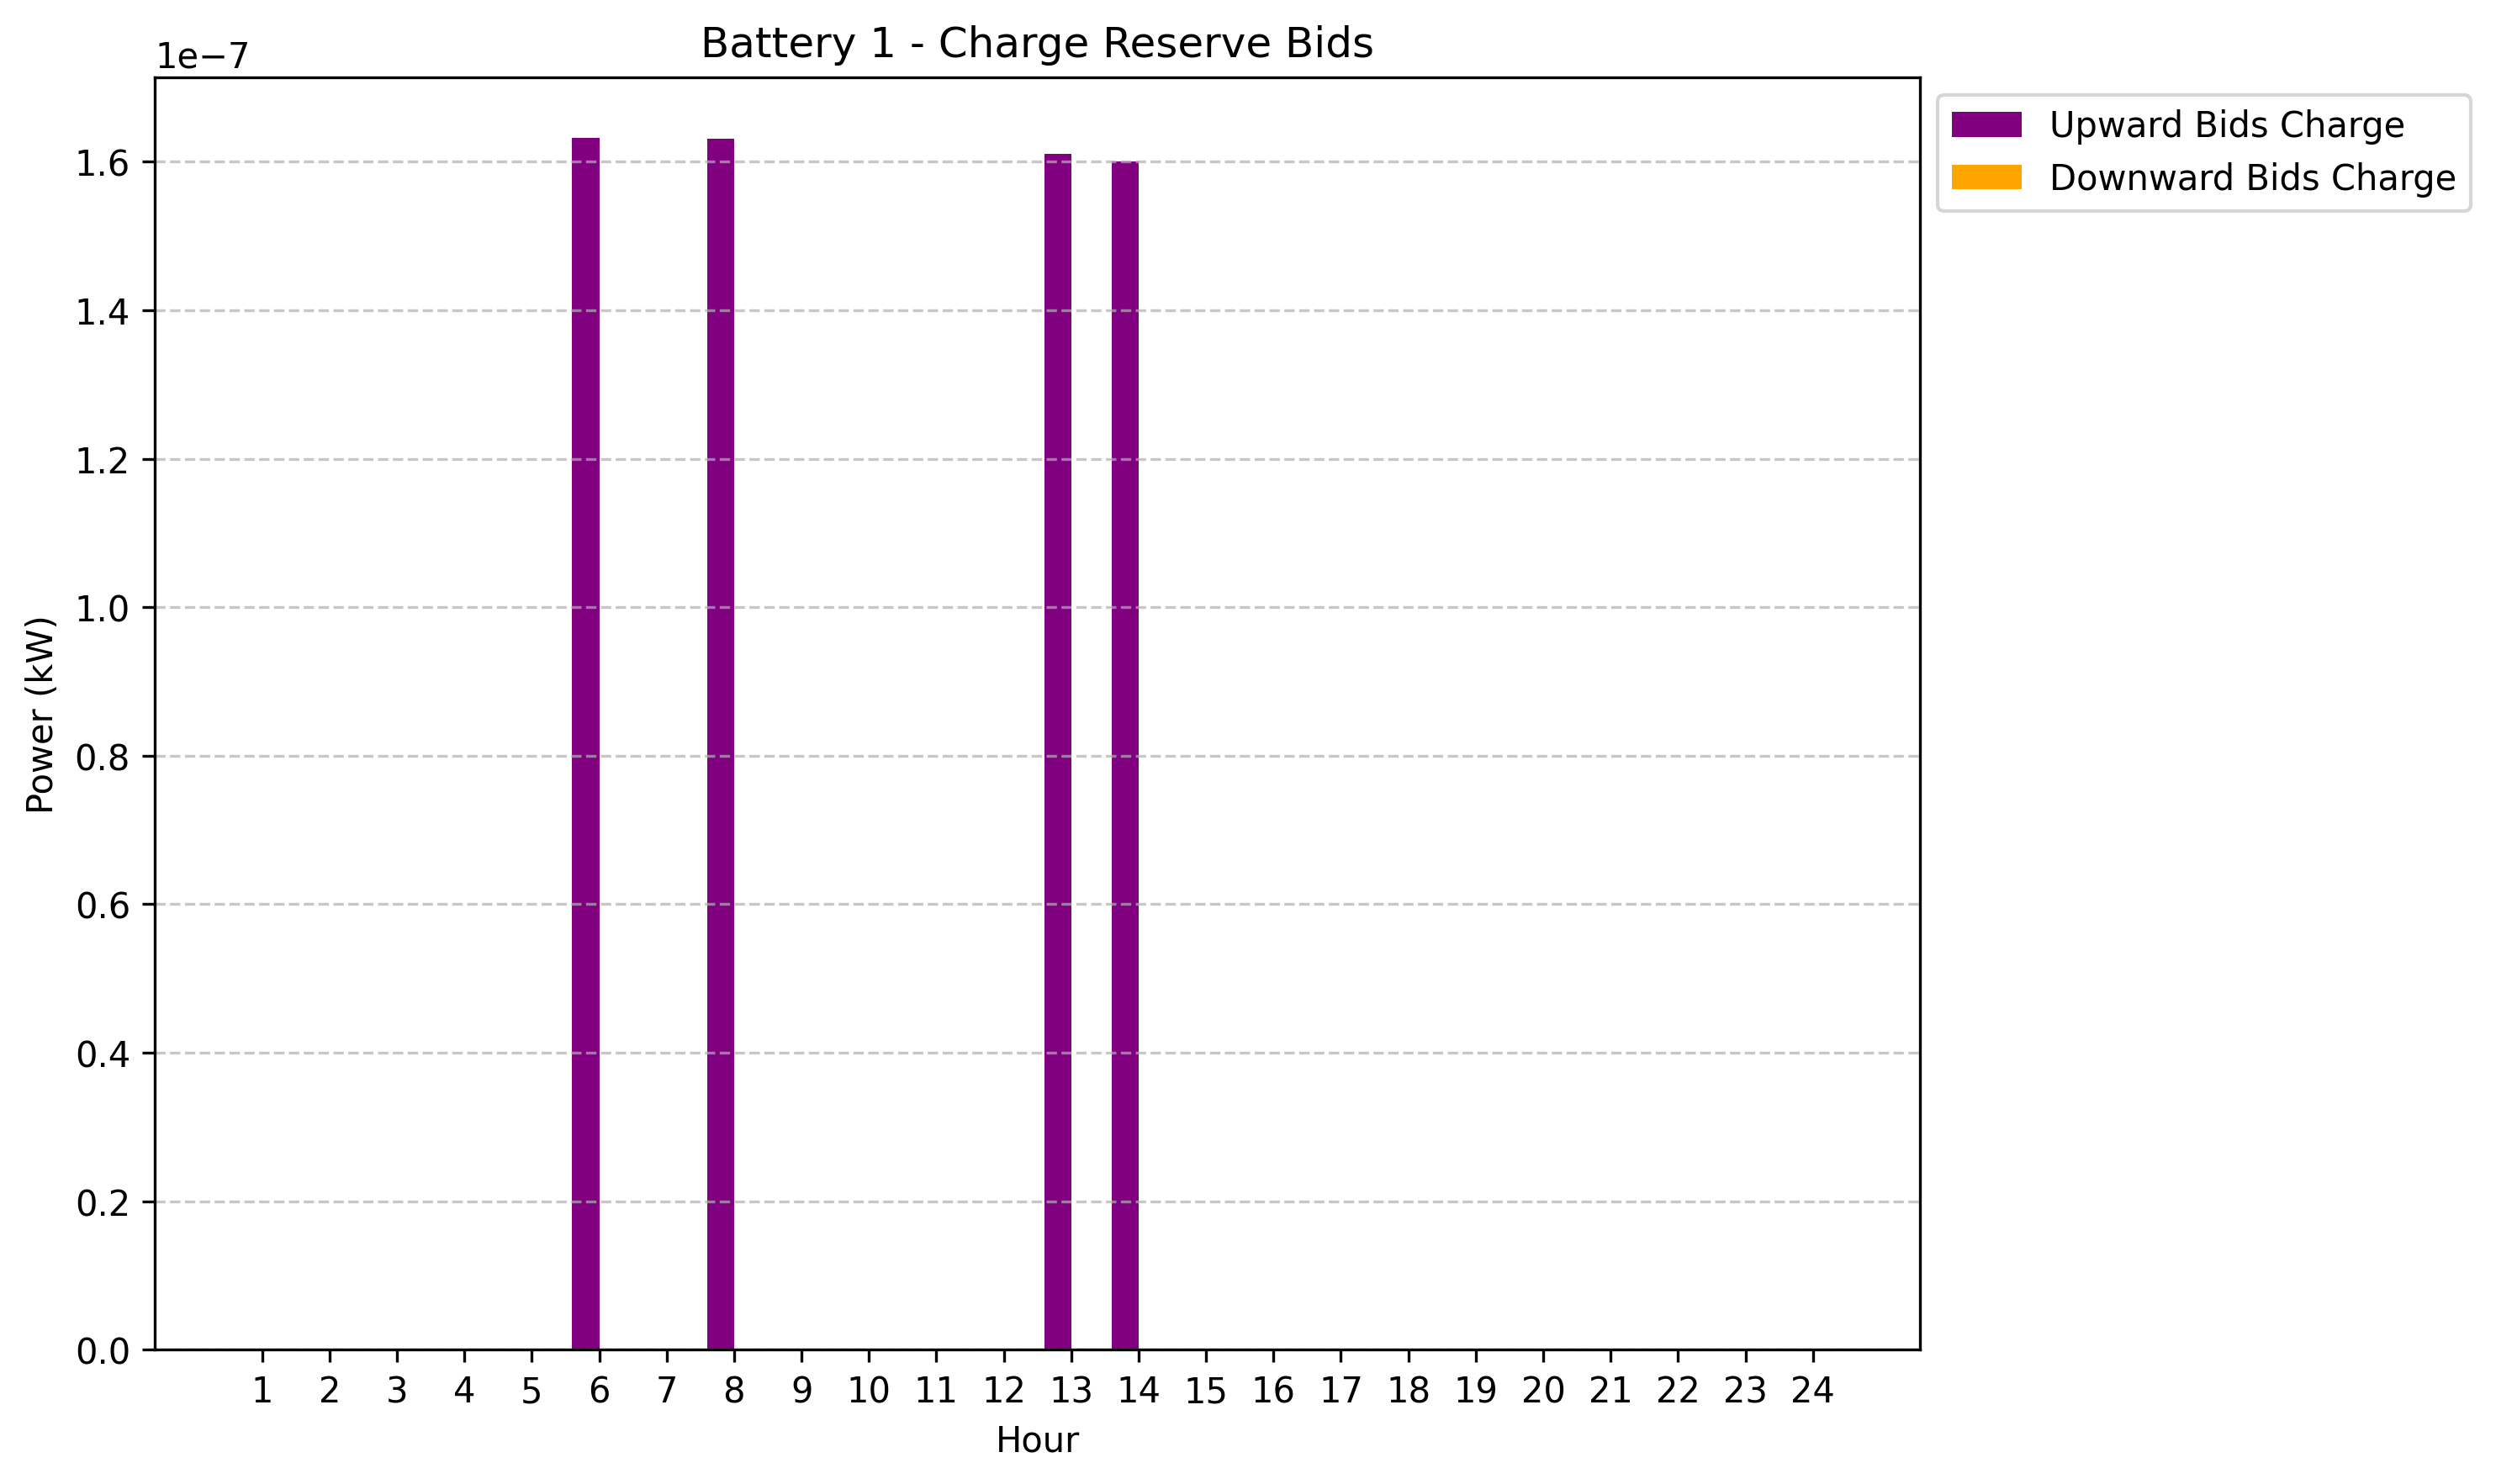 Battery 1 - Charge Reserve Bids
1e−7
Upward Bids Charge
Downward Bids Charge
1.6
1.4
1.2
1.0
0.8
0.6
0.4
0.2
0.0
Power (kW)
1 2 3 4 5 6 7 8 9 10 11 12 13 14 15 16 17 18 19 20 21 22 23 24
Hour